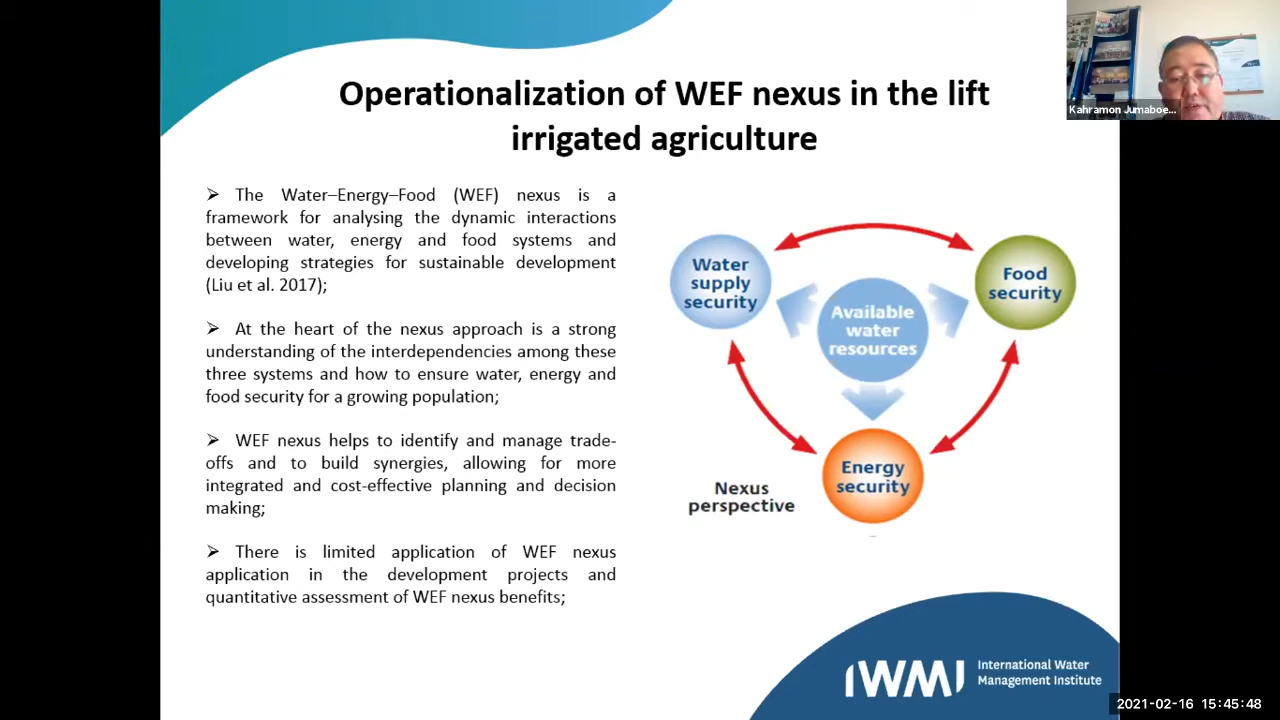 Operationalization of WEF nexus in the lift
irrigated agriculture
Kahramon Jumaboe...
➢ The Water–Energy–Food (WEF) nexus is a
framework for analysing the dynamic interactions
between water, energy and food systems and
developing strategies for sustainable development
(Liu et al. 2017);
➢ At the heart of the nexus approach is a strong
understanding of the interdependencies among these
three systems and how to ensure water, energy and
food security for a growing population;
➢ WEF nexus helps to identify and manage trade-
offs and to build synergies, allowing for more
integrated and cost-effective planning and decision
making;
➢ There is limited application of WEF nexus
application in the development projects and
quantitative assessment of WEF nexus benefits;
Water
supply
security
Food
security
Available
water
resources
Energy
security
Nexus
perspective
IWMI
International Water
Management Institute
2021-02-16 15:45:48